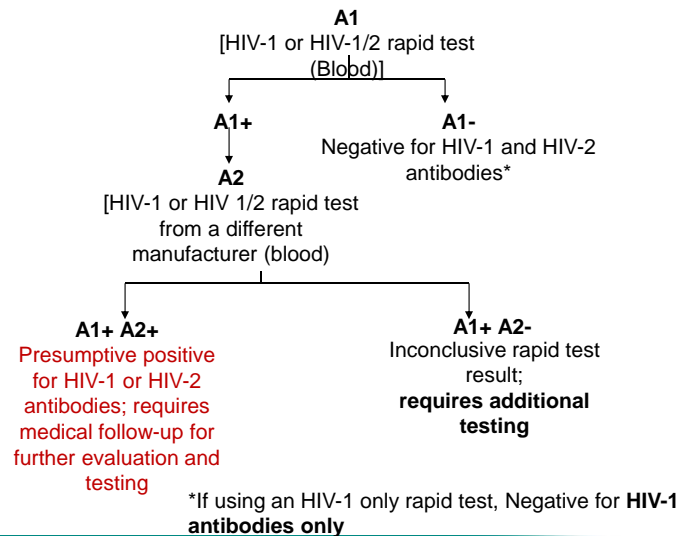 A1
[HIV-1 or HIV-1/2 rapid test
(Blood)]
A1+
A1-
Negative for HIV-1 and HIV-2
antibodies*
A2
[HIV-1 or HIV 1/2 rapid test
from a different
manufacturer (blood)
A1+ A2+
Presumptive positive
for HIV-1 or HIV-2
antibodies; requires
medical follow-up for
further evaluation and
testing
A1+ A2-
Inconclusive rapid test
result;
requires additional
testing
*If using an HIV-1 only rapid test, Negative for HIV-1
antibodies only